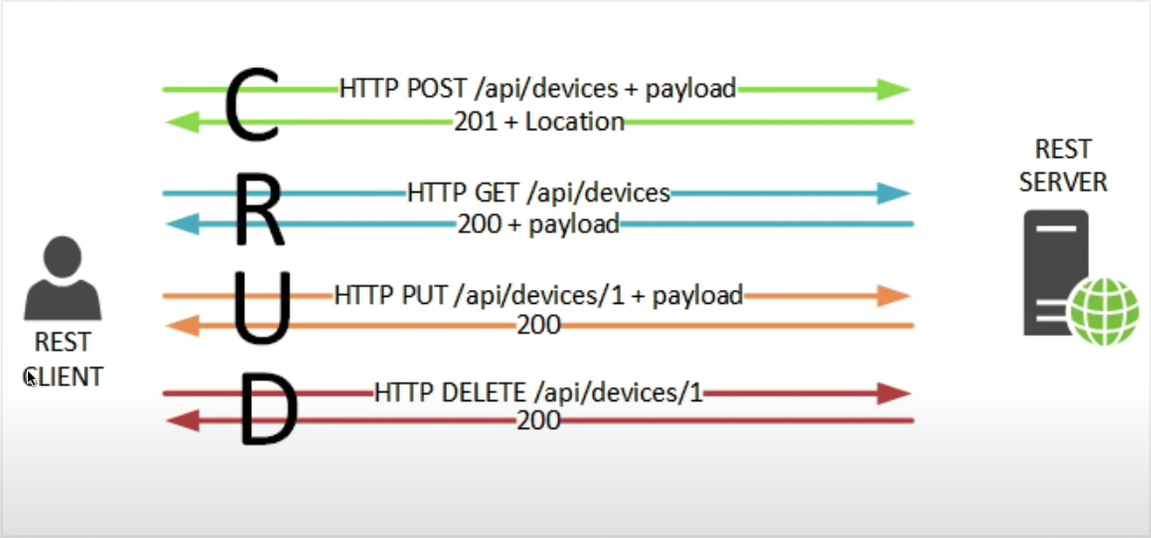 C
HTTP POST /api/devices + payload
201 + Location
R
HTTP GET /api/devices
200 + payload
U
HTTP PUT /api/devices/1 + payload
200
D
HTTP DELETE /api/devices/1
200
REST
CLIENT
REST
SERVER